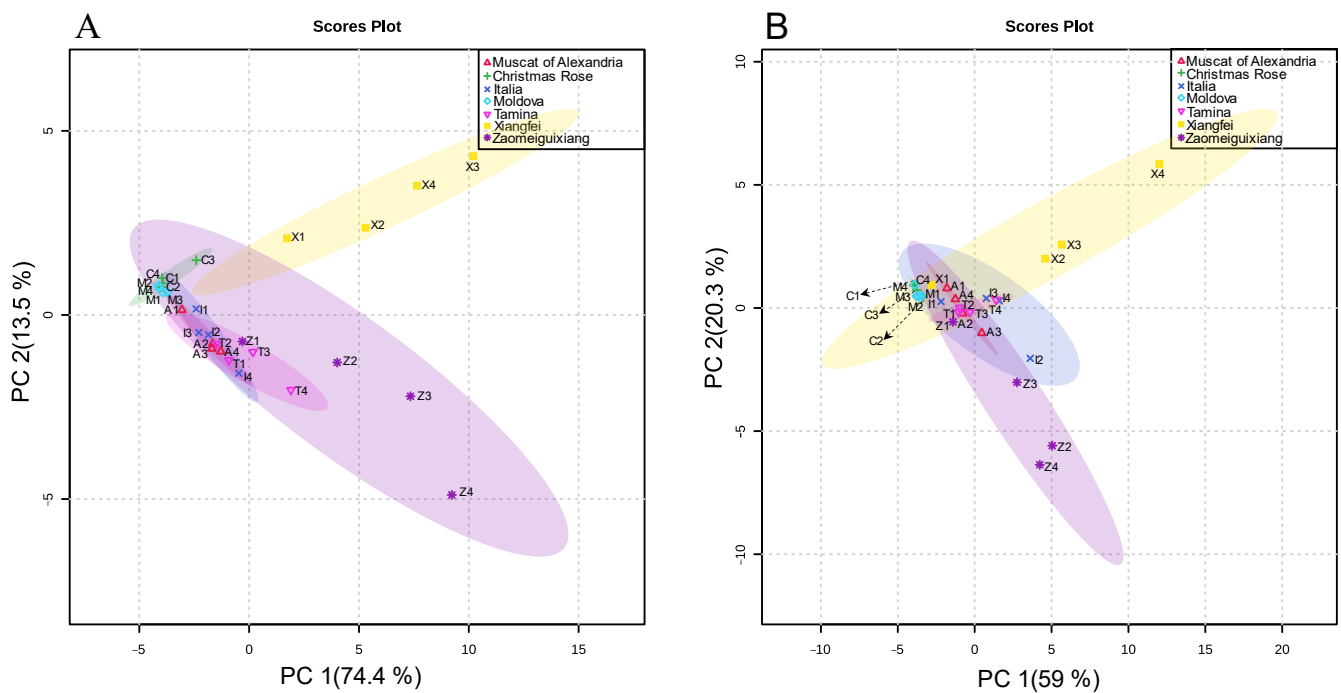 A
Scores Plot
Muscat of Alexandria
Christmas Rose
Italia
Moldova
Tamina
Xiangfei
Zaomeiguixiang
PC 2(13.5 %)
5
0
−5
X3
X4
X2
X1
C3
C4
C1
M2
C2
M4
M1
M3
A1
I1
I3
I2
A2
T2
Z1
A3
A4
T3
T1
I4
Z2
T4
Z3
Z4
−5
0
5
10
15
PC 1(74.4 %)
B
Scores Plot
Muscat of Alexandria
Christmas Rose
Italia
Moldova
Tamina
Xiangfei
Zaomeiguixiang
PC 2(20.3 %)
10
5
0
−5
−10
X4
X3
X2
C4
X1
A1
M4
C1
M3
M1
A4
I3
I4
M2
I1
T2
C3
T1
T3
T4
Z1
A2
A3
C2
I2
Z3
Z2
Z4
−10
−5
0
5
10
15
20
PC 1(59 %)